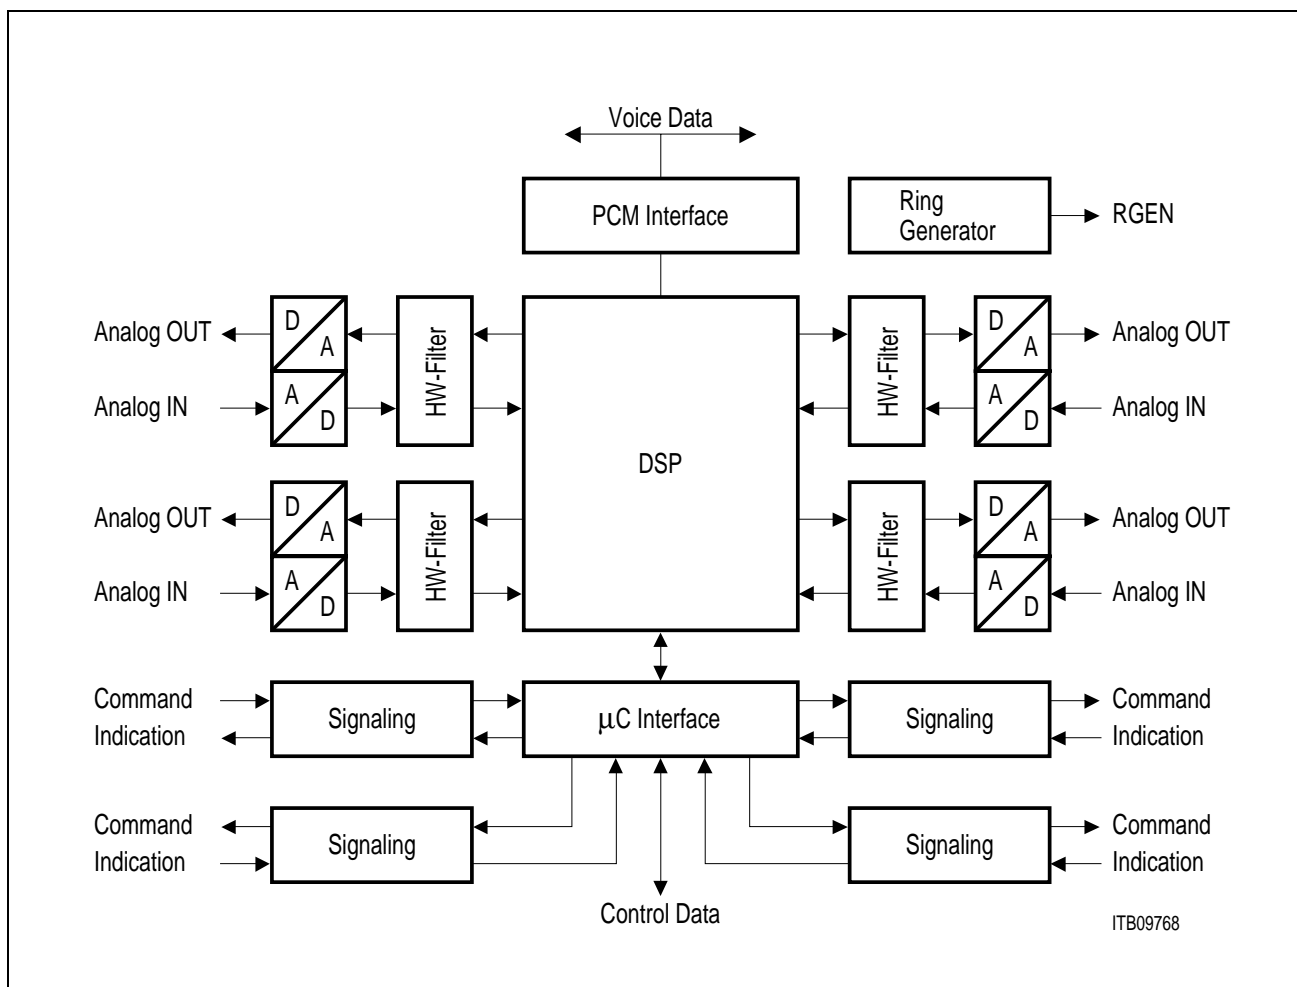 Voice Data
PCM Interface
Ring
Generator
RGEN
Analog OUT
D
A
HW-Filter
HW-Filter
D
A
Analog OUT
Analog IN
A
D
A
D
Analog IN
DSP
Analog OUT
D
A
HW-Filter
HW-Filter
D
A
Analog OUT
Analog IN
A
D
A
D
Analog IN
Command
Indication
Signaling
μC Interface
Signaling
Command
Indication
Command
Indication
Signaling
Signaling
Command
Indication
Control Data
ITB09768